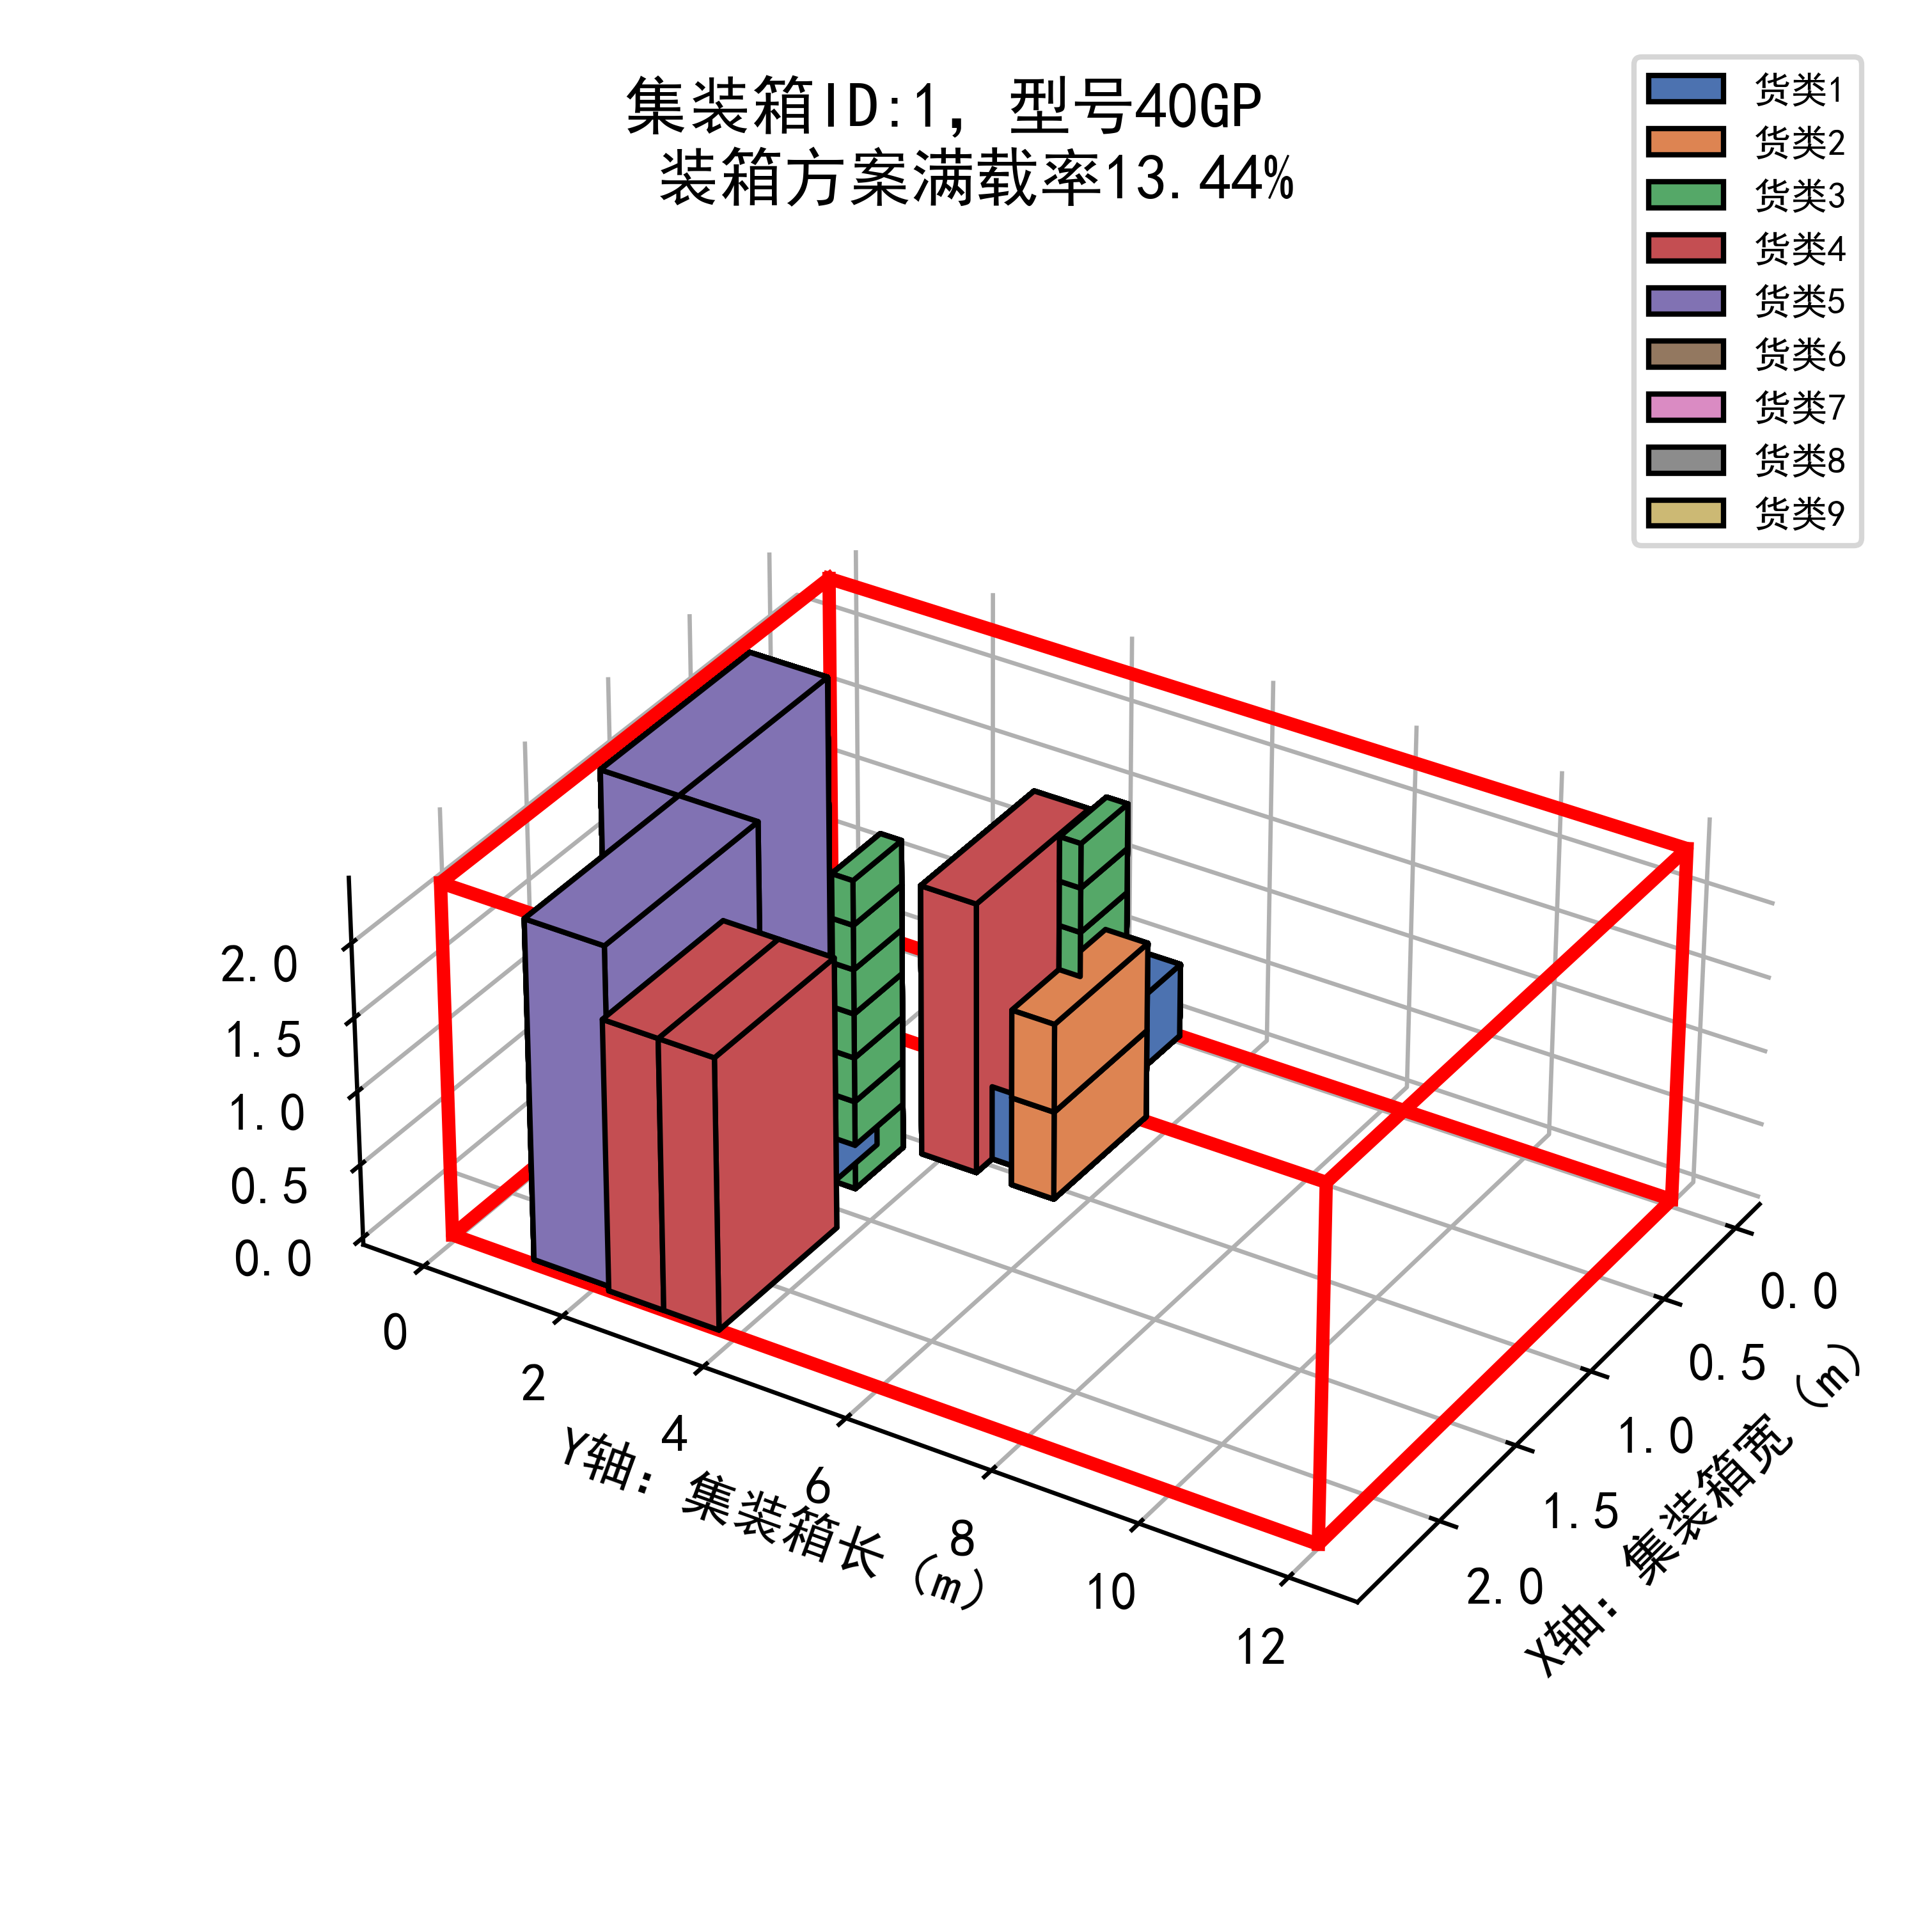 集装箱ID:1, 型号40GP
装箱方案满载率13.44%
货类1
货类2
货类3
货类4
货类5
货类6
货类7
货类8
货类9
2.0
1.5
1.0
0.5
0.0
0
2
4
6
8
10
12
Y轴: 集装箱长 (m)
0.0
0.5
1.0
1.5
2.0
X轴: 集装箱宽 (m)